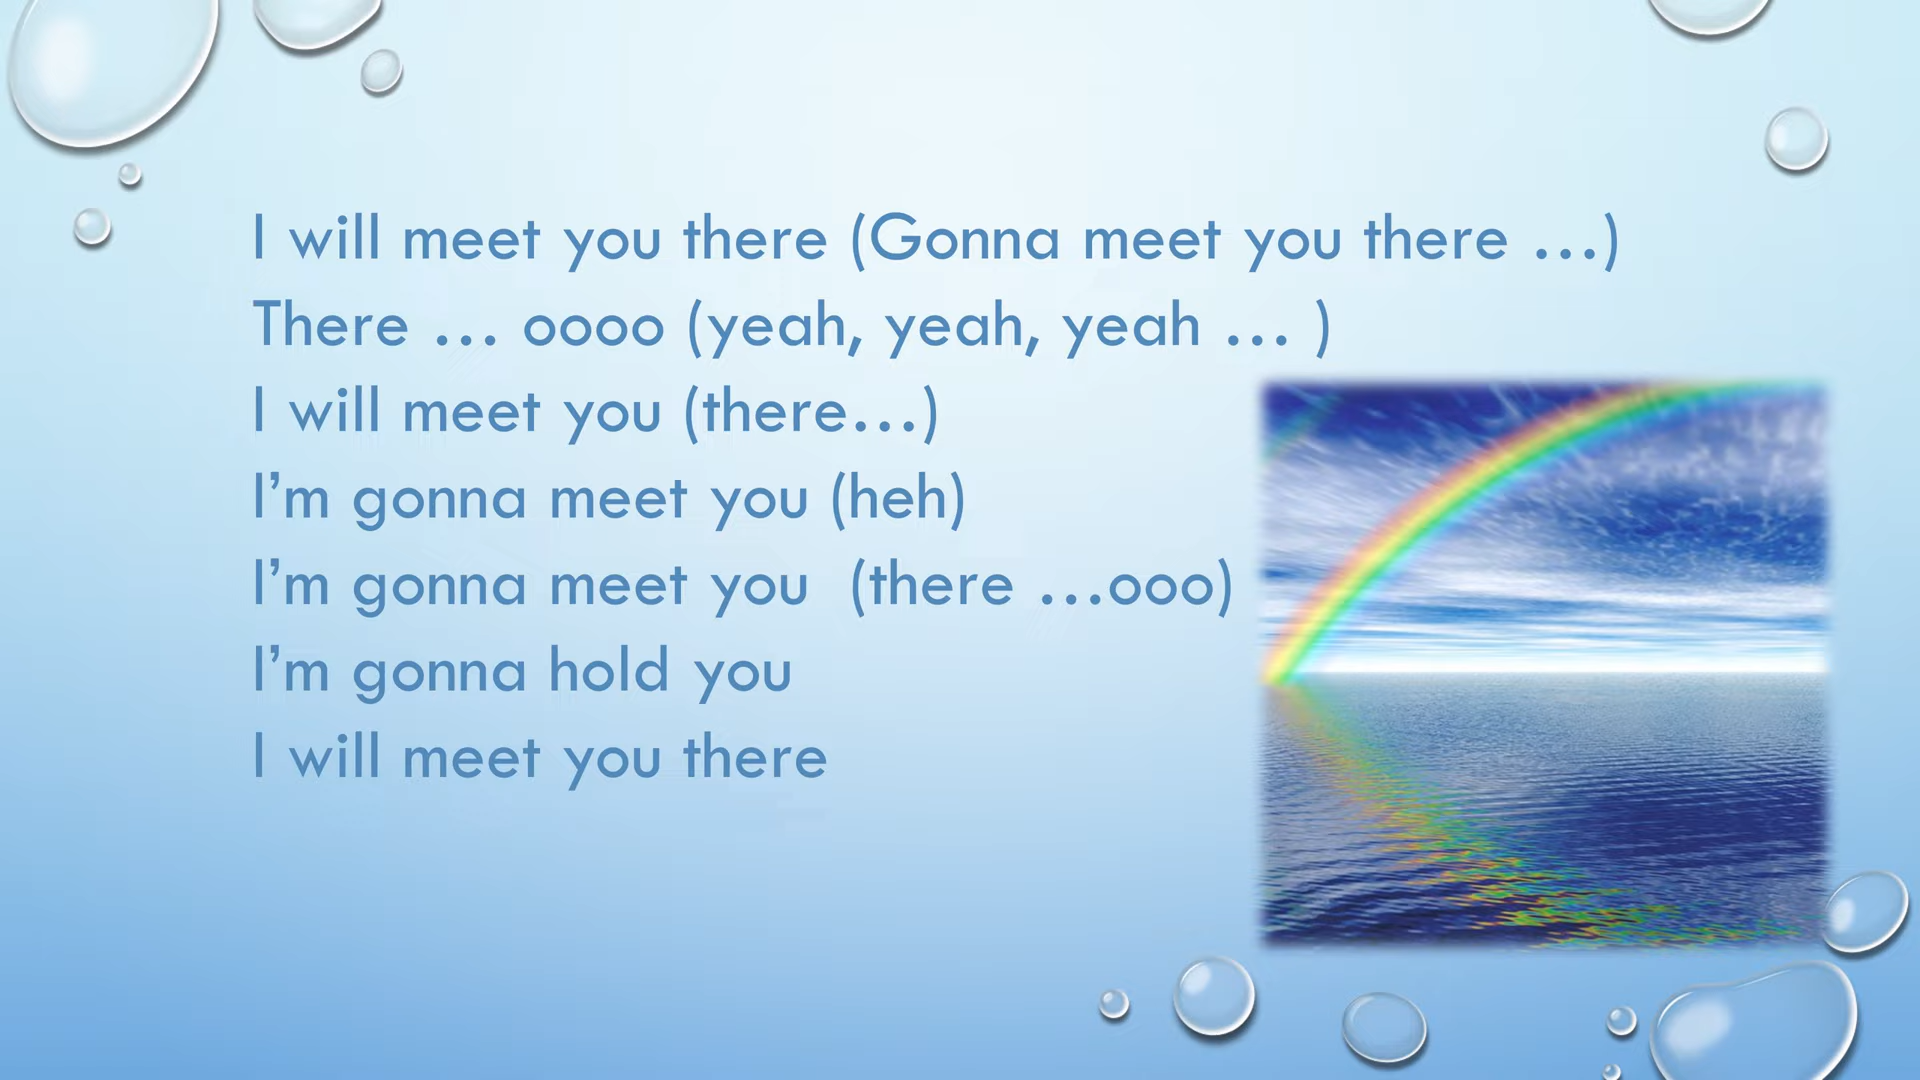 I will meet you there (Gonna meet you there …)
There … oooo (yeah, yeah, yeah … )
I will meet you (there…)
I’m gonna meet you (heh)
I’m gonna meet you  (there …ooo)
I’m gonna hold you
I will meet you there